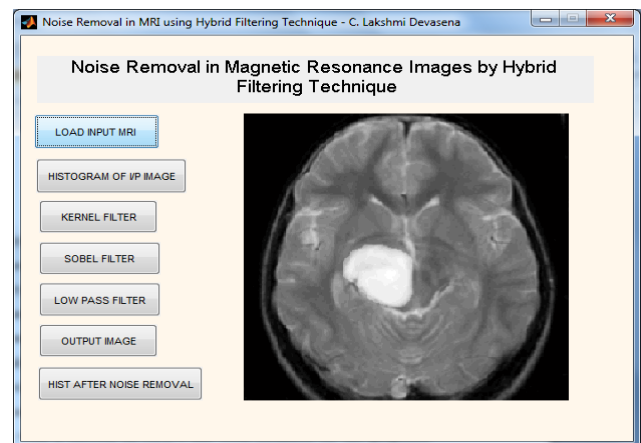 Noise Removal in MRI using Hybrid Filtering Technique - C. Lakshmi Devasena
Noise Removal in Magnetic Resonance Images by Hybrid
Filtering Technique
LOAD INPUT MRI
HISTOGRAM OF I/P IMAGE
KERNEL FILTER
SOBEL FILTER
LOW PASS FILTER
OUTPUT IMAGE
HIST AFTER NOISE REMOVAL